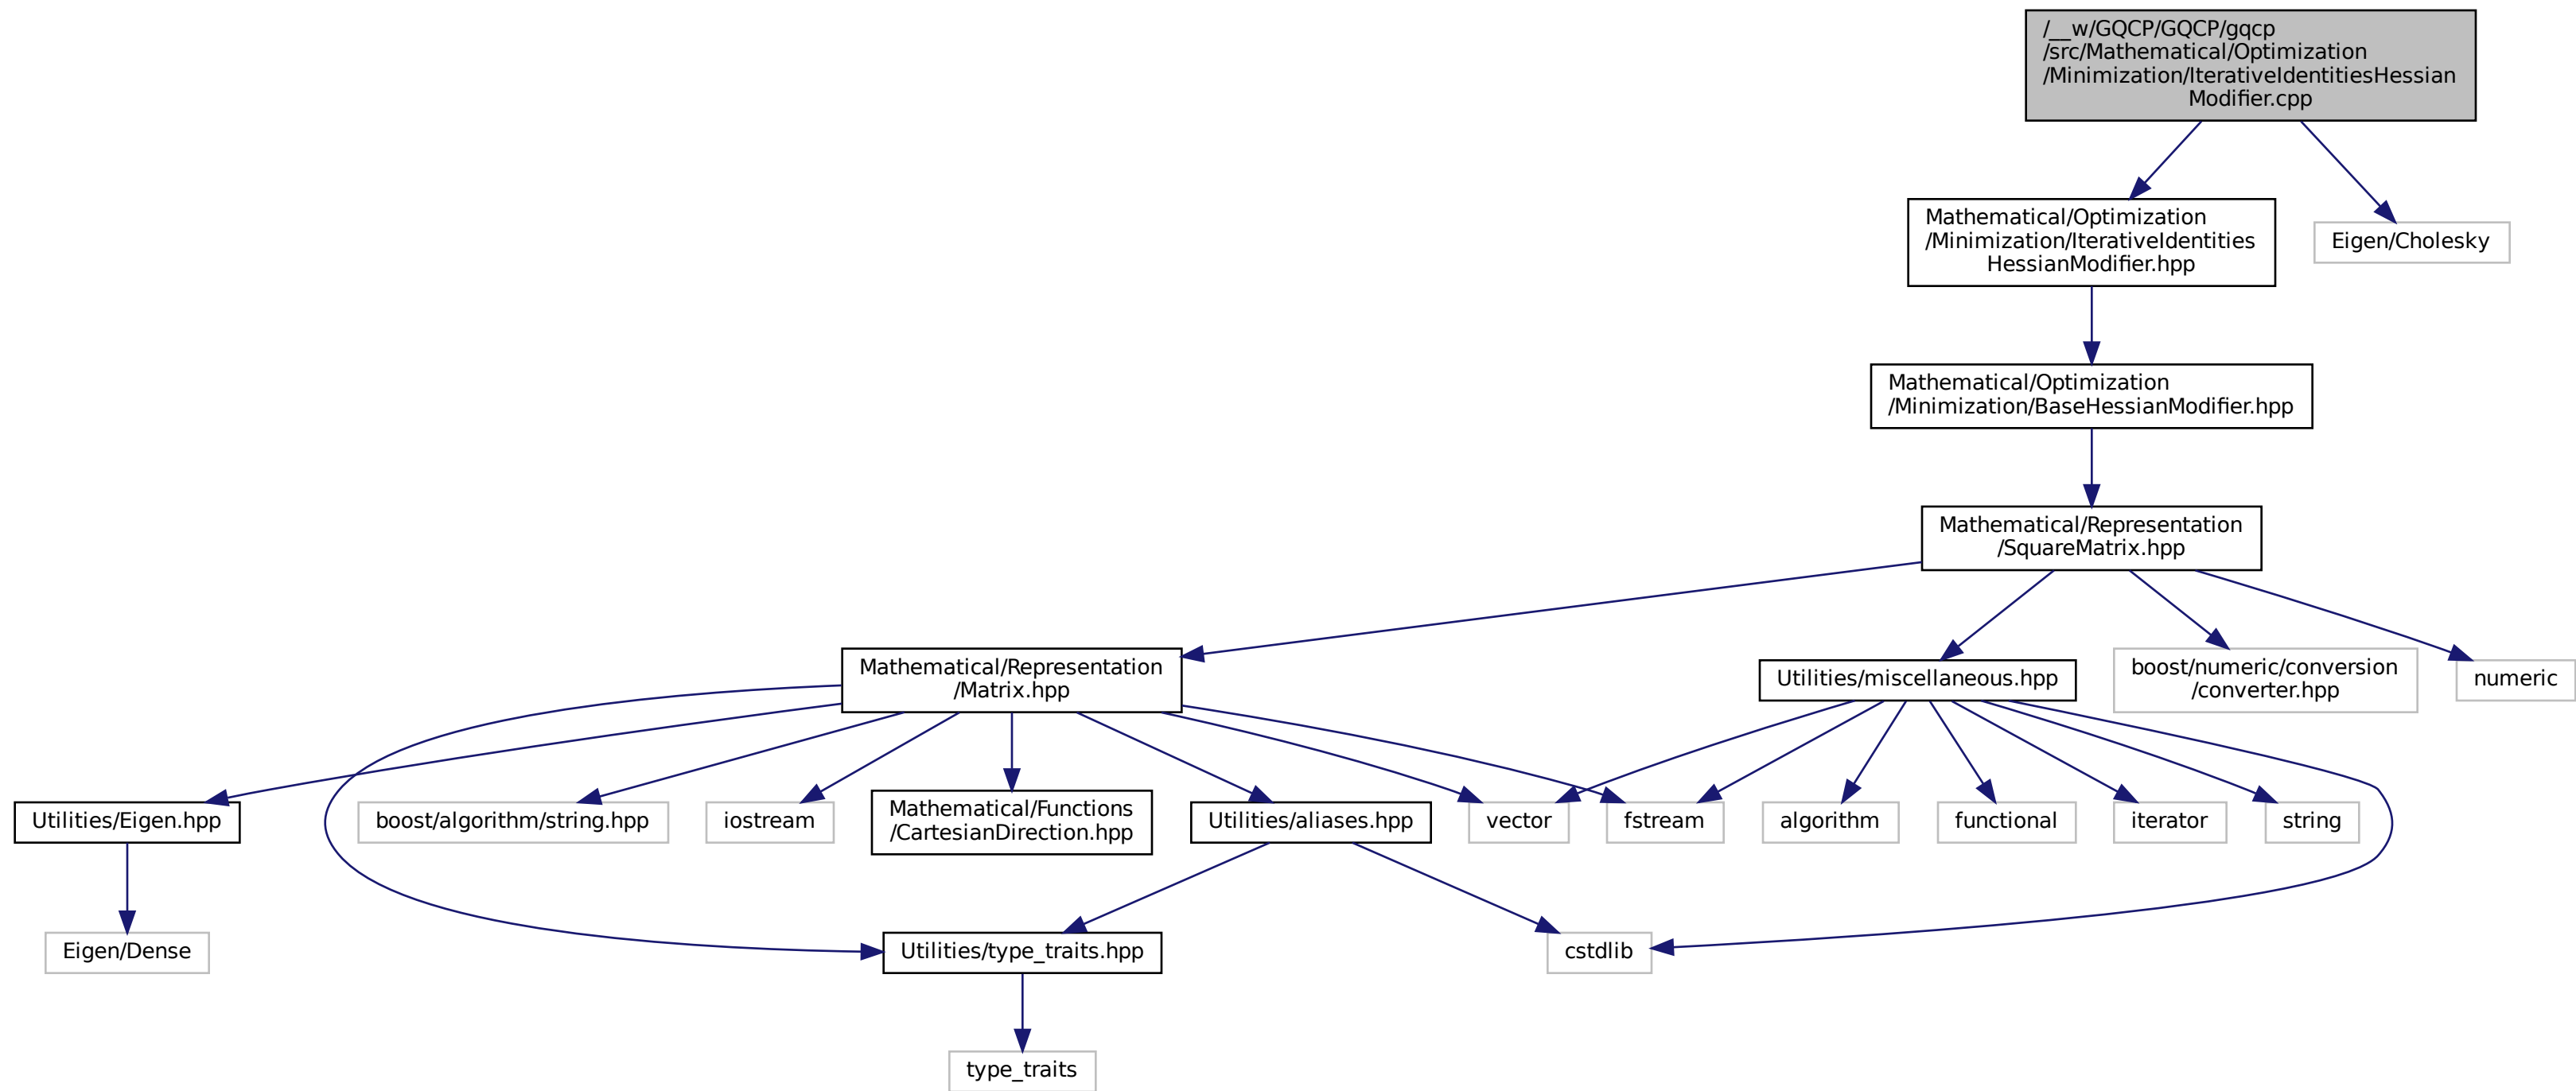 /__w/GQCP/GQCP/gqcp
/src/Mathematical/Optimization
/Minimization/IterativeIdentitiesHessian
Modifier.cpp
Mathematical/Optimization
/Minimization/IterativeIdentities
HessianModifier.hpp
Eigen/Cholesky
Mathematical/Optimization
/Minimization/BaseHessianModifier.hpp
Mathematical/Representation
/SquareMatrix.hpp
Mathematical/Representation
/Matrix.hpp
Utilities/miscellaneous.hpp
boost/numeric/conversion
/converter.hpp
numeric
Utilities/Eigen.hpp
boost/algorithm/string.hpp
iostream
Mathematical/Functions
/CartesianDirection.hpp
Utilities/aliases.hpp
vector
fstream
algorithm
functional
iterator
string
Eigen/Dense
Utilities/type_traits.hpp
cstdlib
type_traits